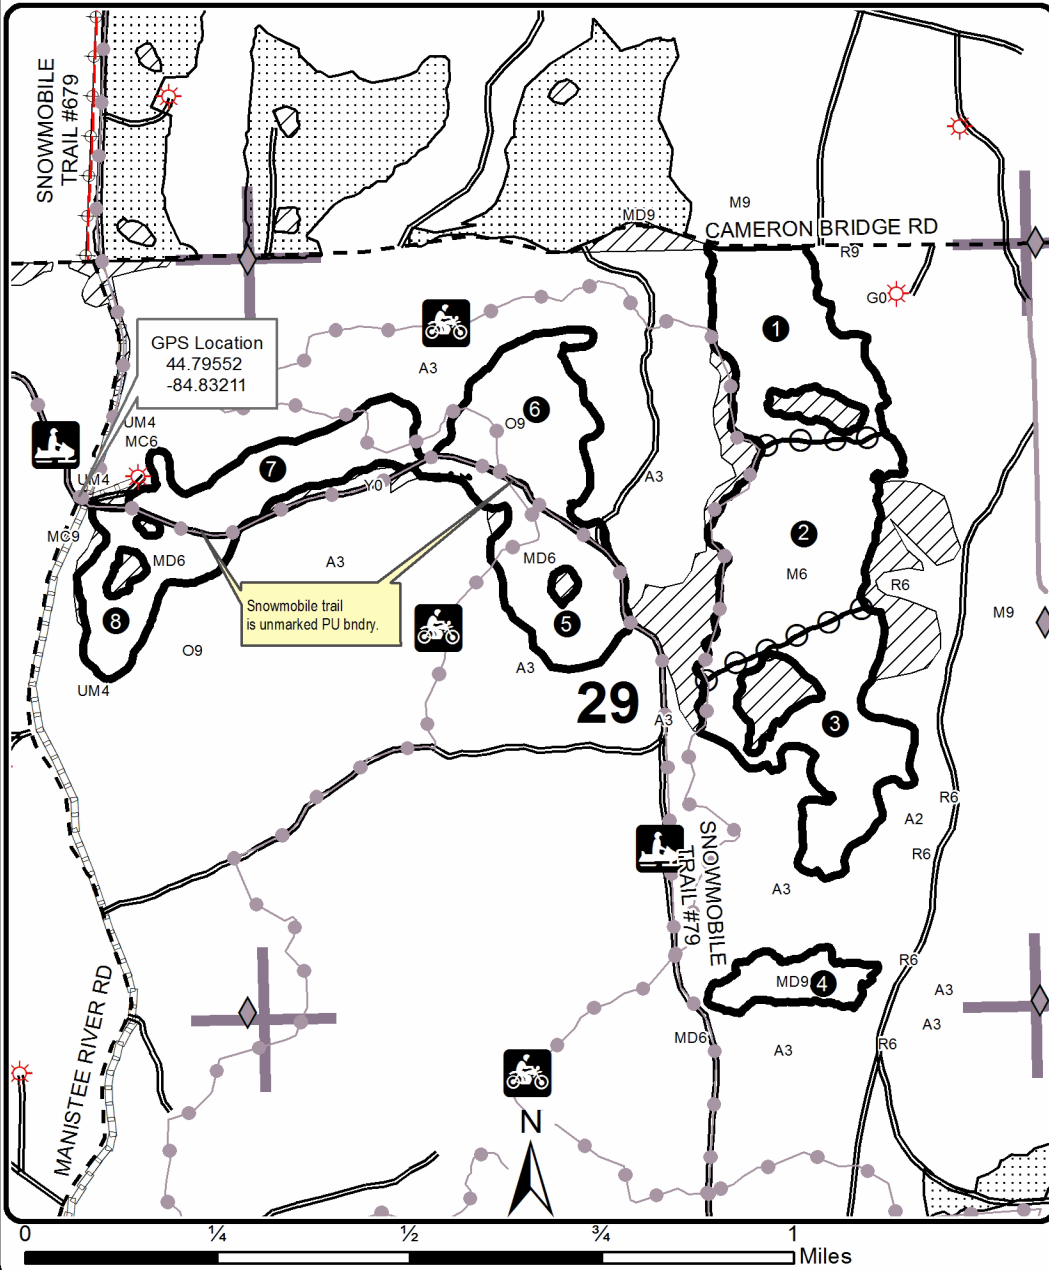 SNOWMOBILE
TRAIL #679
M9
MD9
CAMERON BRIDGE RD
R9
G0
GPS Location
44.79552
-84.83211
1
A3
6
O9
UM4
MC6
7
A3
UM4
Y0
MC9
2
MD6
A3
MD6
M6
R6
Snowmobile trail
is unmarked PU bndry.
M9
8
5
O9
A3
UM4
29
A3
3
R6
A2
SNOWMOBILE
TRAIL #79
R6
A3
R6
MD9
4
A3
A3
MD6
A3
R6
MANISTEE RIVER RD
N
0 ¼ ½ ¾ 1
Miles